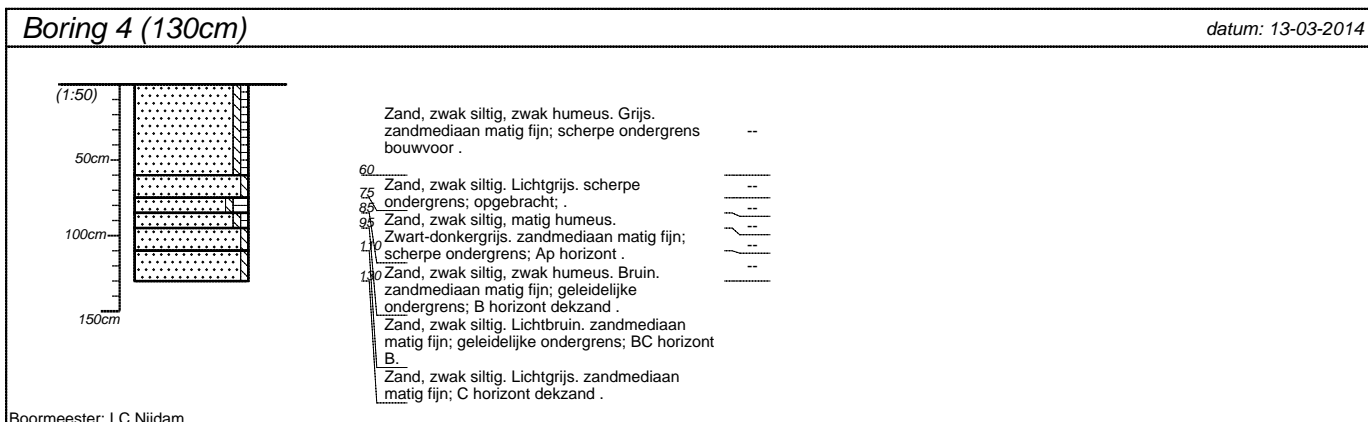 Boring 4 (130cm)
datum: 13-03-2014
(1:50)
50cm
100cm
150cm
Zand, zwak siltig, zwak humeus. Grijs.
zandmediaan matig fijn; scherpe ondergrens
bouwvoor .
--
60
Zand, zwak siltig. Lichtgrijs. scherpe
ondergrens; opgebracht; .
--
75
Zand, zwak siltig, matig humeus.
Zwart-donkergrijs. zandmediaan matig fijn;
scherpe ondergrens; Ap horizont .
--
85
Zand, zwak siltig, zwak humeus. Bruin.
zandmediaan matig fijn; geleidelijke
ondergrens; B horizont dekzand .
--
95
Zand, zwak siltig. Lichtbruin. zandmediaan
matig fijn; geleidelijke ondergrens; BC horizont
B.
--
110
Zand, zwak siltig. Lichtgrijs. zandmediaan
matig fijn; C horizont dekzand .
--
130
Boormeester: LC Nijdam